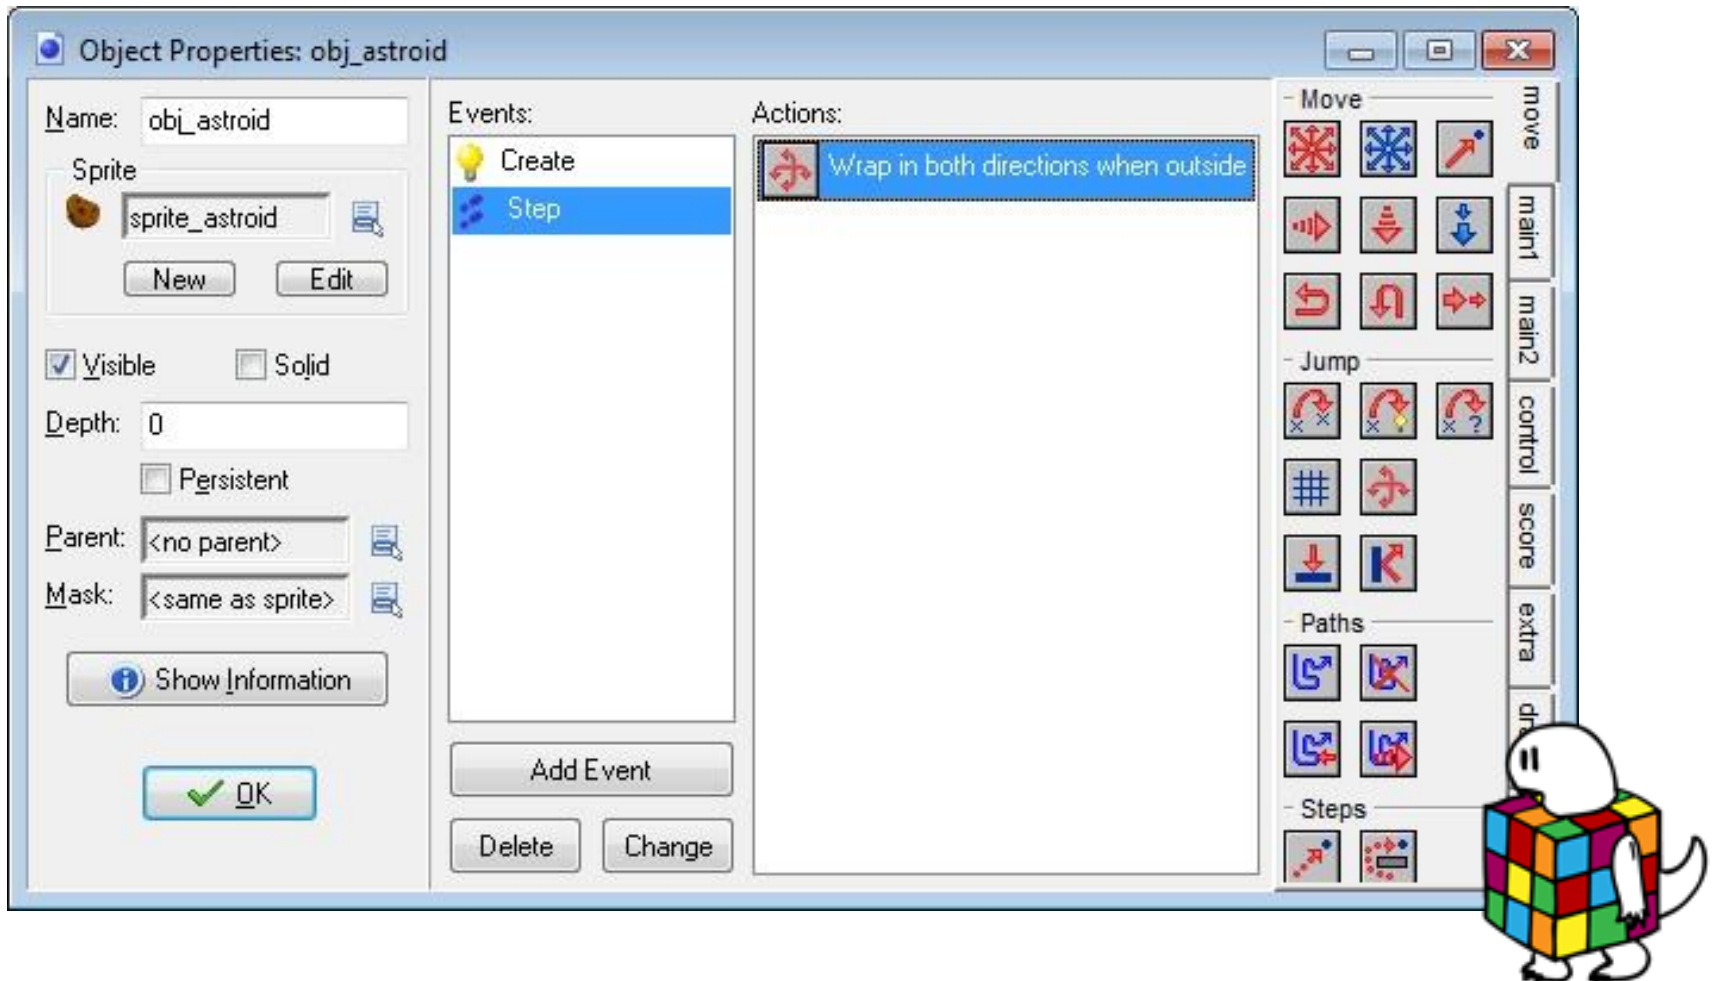 Object Properties: obj_astroid
Name: obj_astroid
Sprite
sprite_astroid
New Edit
Visible Solid
Depth: 0
Persistent
Parent: <no parent>
Mask: <same as sprite>
Show Information
OK
Events:
Create
Step
Add Event
Delete Change
Actions:
Wrap in both directions when outside
Move
Jump
Paths
Steps
move
main1
main2
control
score
extra